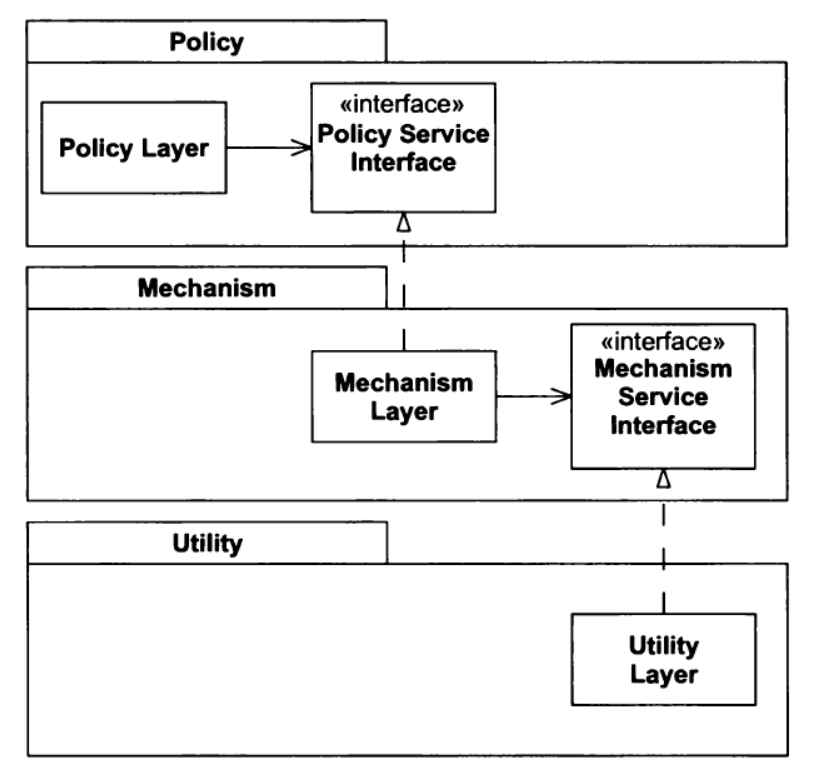 Policy
«interface»
Policy Layer
Policy Service
Interface
Mechanism
«interface»
Mechanism
Layer
Mechanism
Service
Interface
Utility
Utility
Layer